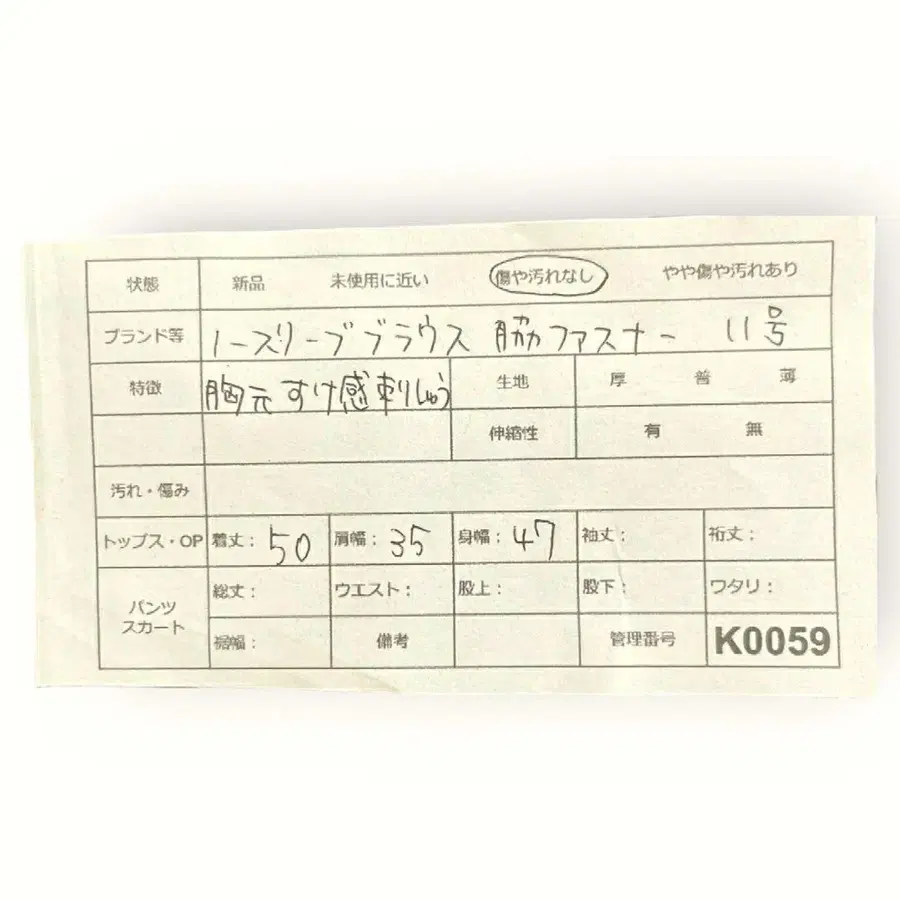 状態 新品 未使用に近い 傷や汚れなし やや傷や汚れあり
ブランド等 ノースリーブブラウス 脇ファスナー 11号
特徴 胸元すけ感刺しゅう 生地 厚 普 薄
伸縮性 有 無
汚れ・傷み
トップス・OP 着丈: 50 肩幅: 35 身幅: 47 袖丈: 裄丈:
パンツ
スカート
総丈: ウエスト: 股上: 股下: ワタリ:
裾幅: 備考 管理番号 K0059